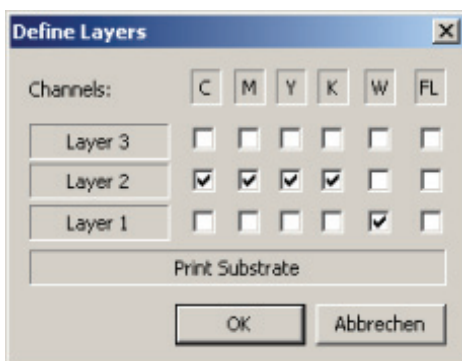 Define Layers
Channels: C M Y K W FL
Layer 3
Layer 2
Layer 1
Print Substrate
OK Abbrechen